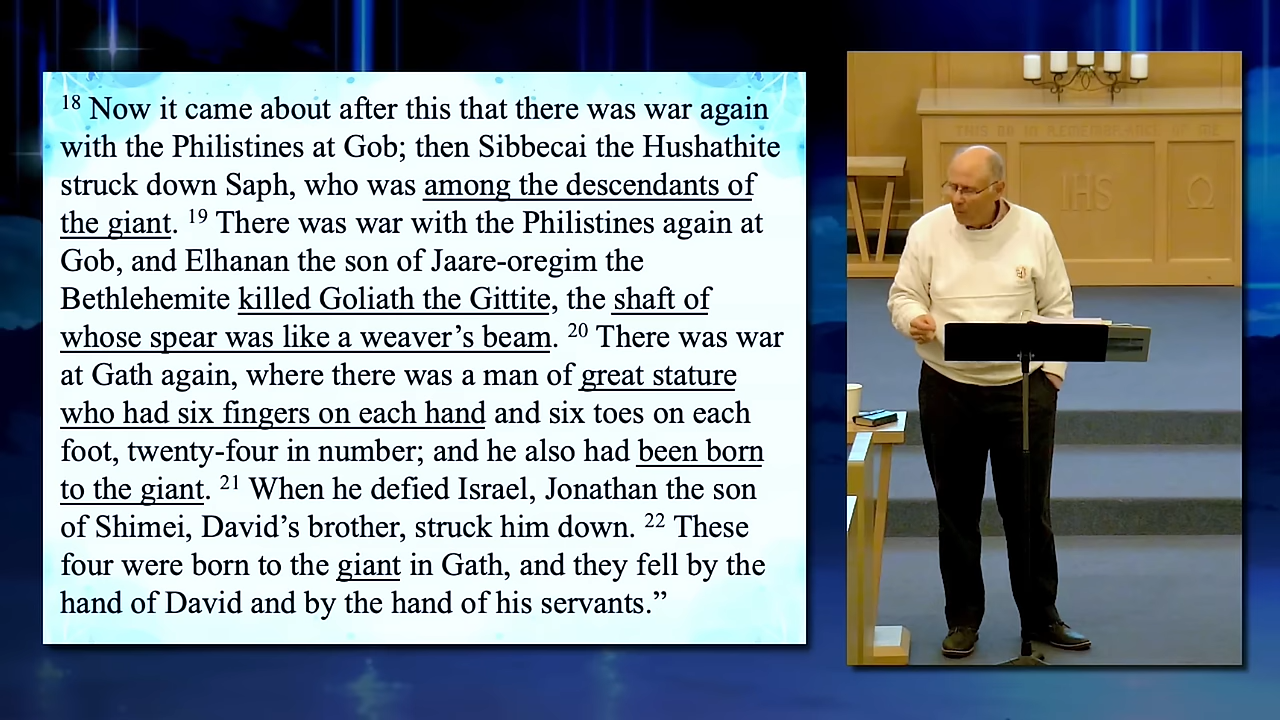 18 Now it came about after this that there was war again
with the Philistines at Gob; then Sibbecai the Hushathite
struck down Saph, who was among the descendants of
the giant. 19 There was war with the Philistines again at
Gob, and Elhanan the son of Jaare-oregim the
Bethlehemite killed Goliath the Gittite, the shaft of
whose spear was like a weaver’s beam. 20 There was war
at Gath again, where there was a man of great stature
who had six fingers on each hand and six toes on each
foot, twenty-four in number; and he also had been born
to the giant. 21 When he defied Israel, Jonathan the son
of Shimei, David’s brother, struck him down. 22 These
four were born to the giant in Gath, and they fell by the
hand of David and by the hand of his servants.”
THIS DO IN REMEMBRANCE OF ME
IHS
Ω